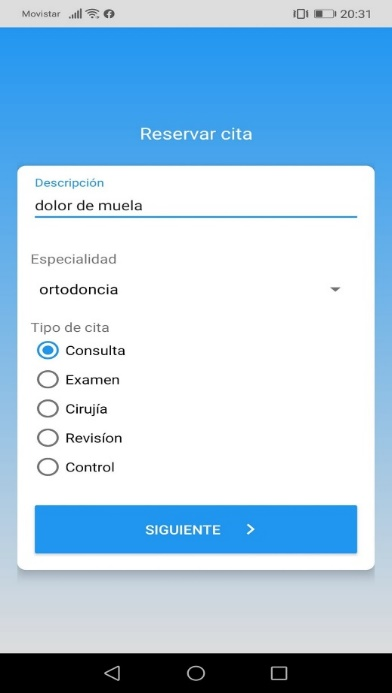 Movistar 20:31
Reservar cita
Descripción
dolor de muela
Especialidad
ortodoncia
Tipo de cita
Consulta
Examen
Cirujía
Revisíon
Control
SIGUIENTE